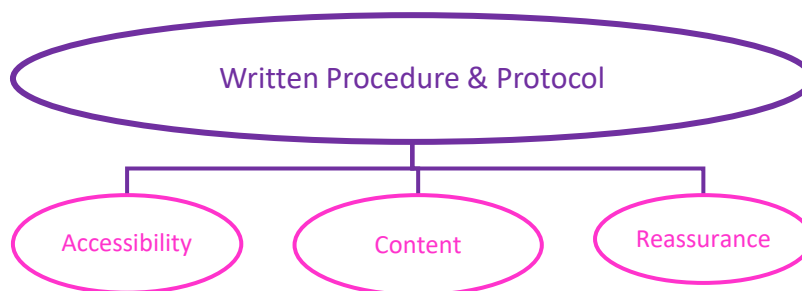 Written Procedure & Protocol
Accessibility
Content
Reassurance